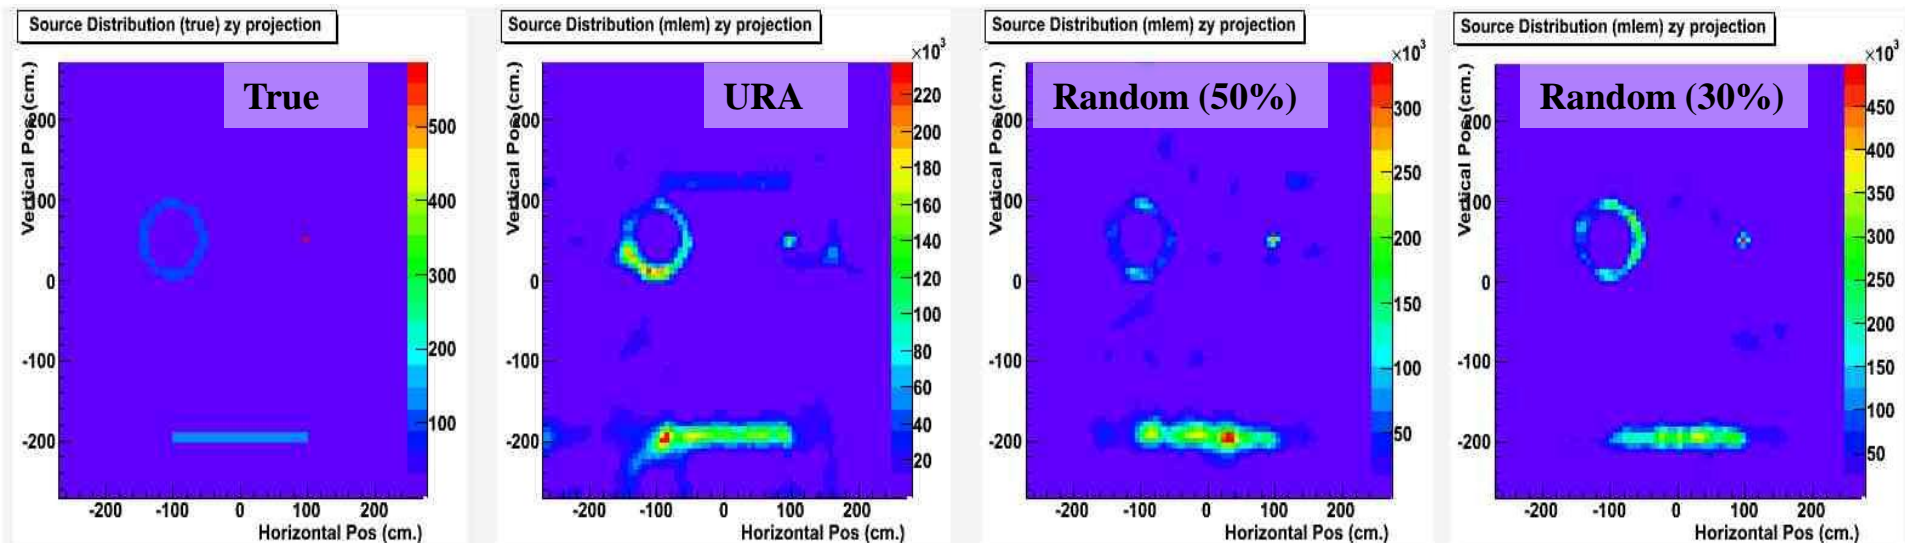 Source Distribution (true) zy projection
True
Vertical Pos (cm.)
200
100
0
-100
-200
-200 -100 0 100 200
Horizontal Pos (cm.)
500
400
300
200
100
Source Distribution (mlem) zy projection
URA
×10³
Vertical Pos (cm.)
200
100
0
-100
-200
-200 -100 0 100 200
Horizontal Pos (cm.)
220
200
180
160
140
120
100
80
60
40
20
Source Distribution (mlem) zy projection
Random (50%)
×10³
Vertical Pos (cm.)
200
100
0
-100
-200
-200 -100 0 100 200
Horizontal Pos (cm.)
300
250
200
150
100
50
Source Distribution (mlem) zy projection
Random (30%)
×10³
Vertical Pos (cm.)
200
100
0
-100
-200
-200 -100 0 100 200
Horizontal Pos (cm.)
450
400
350
300
250
200
150
100
50